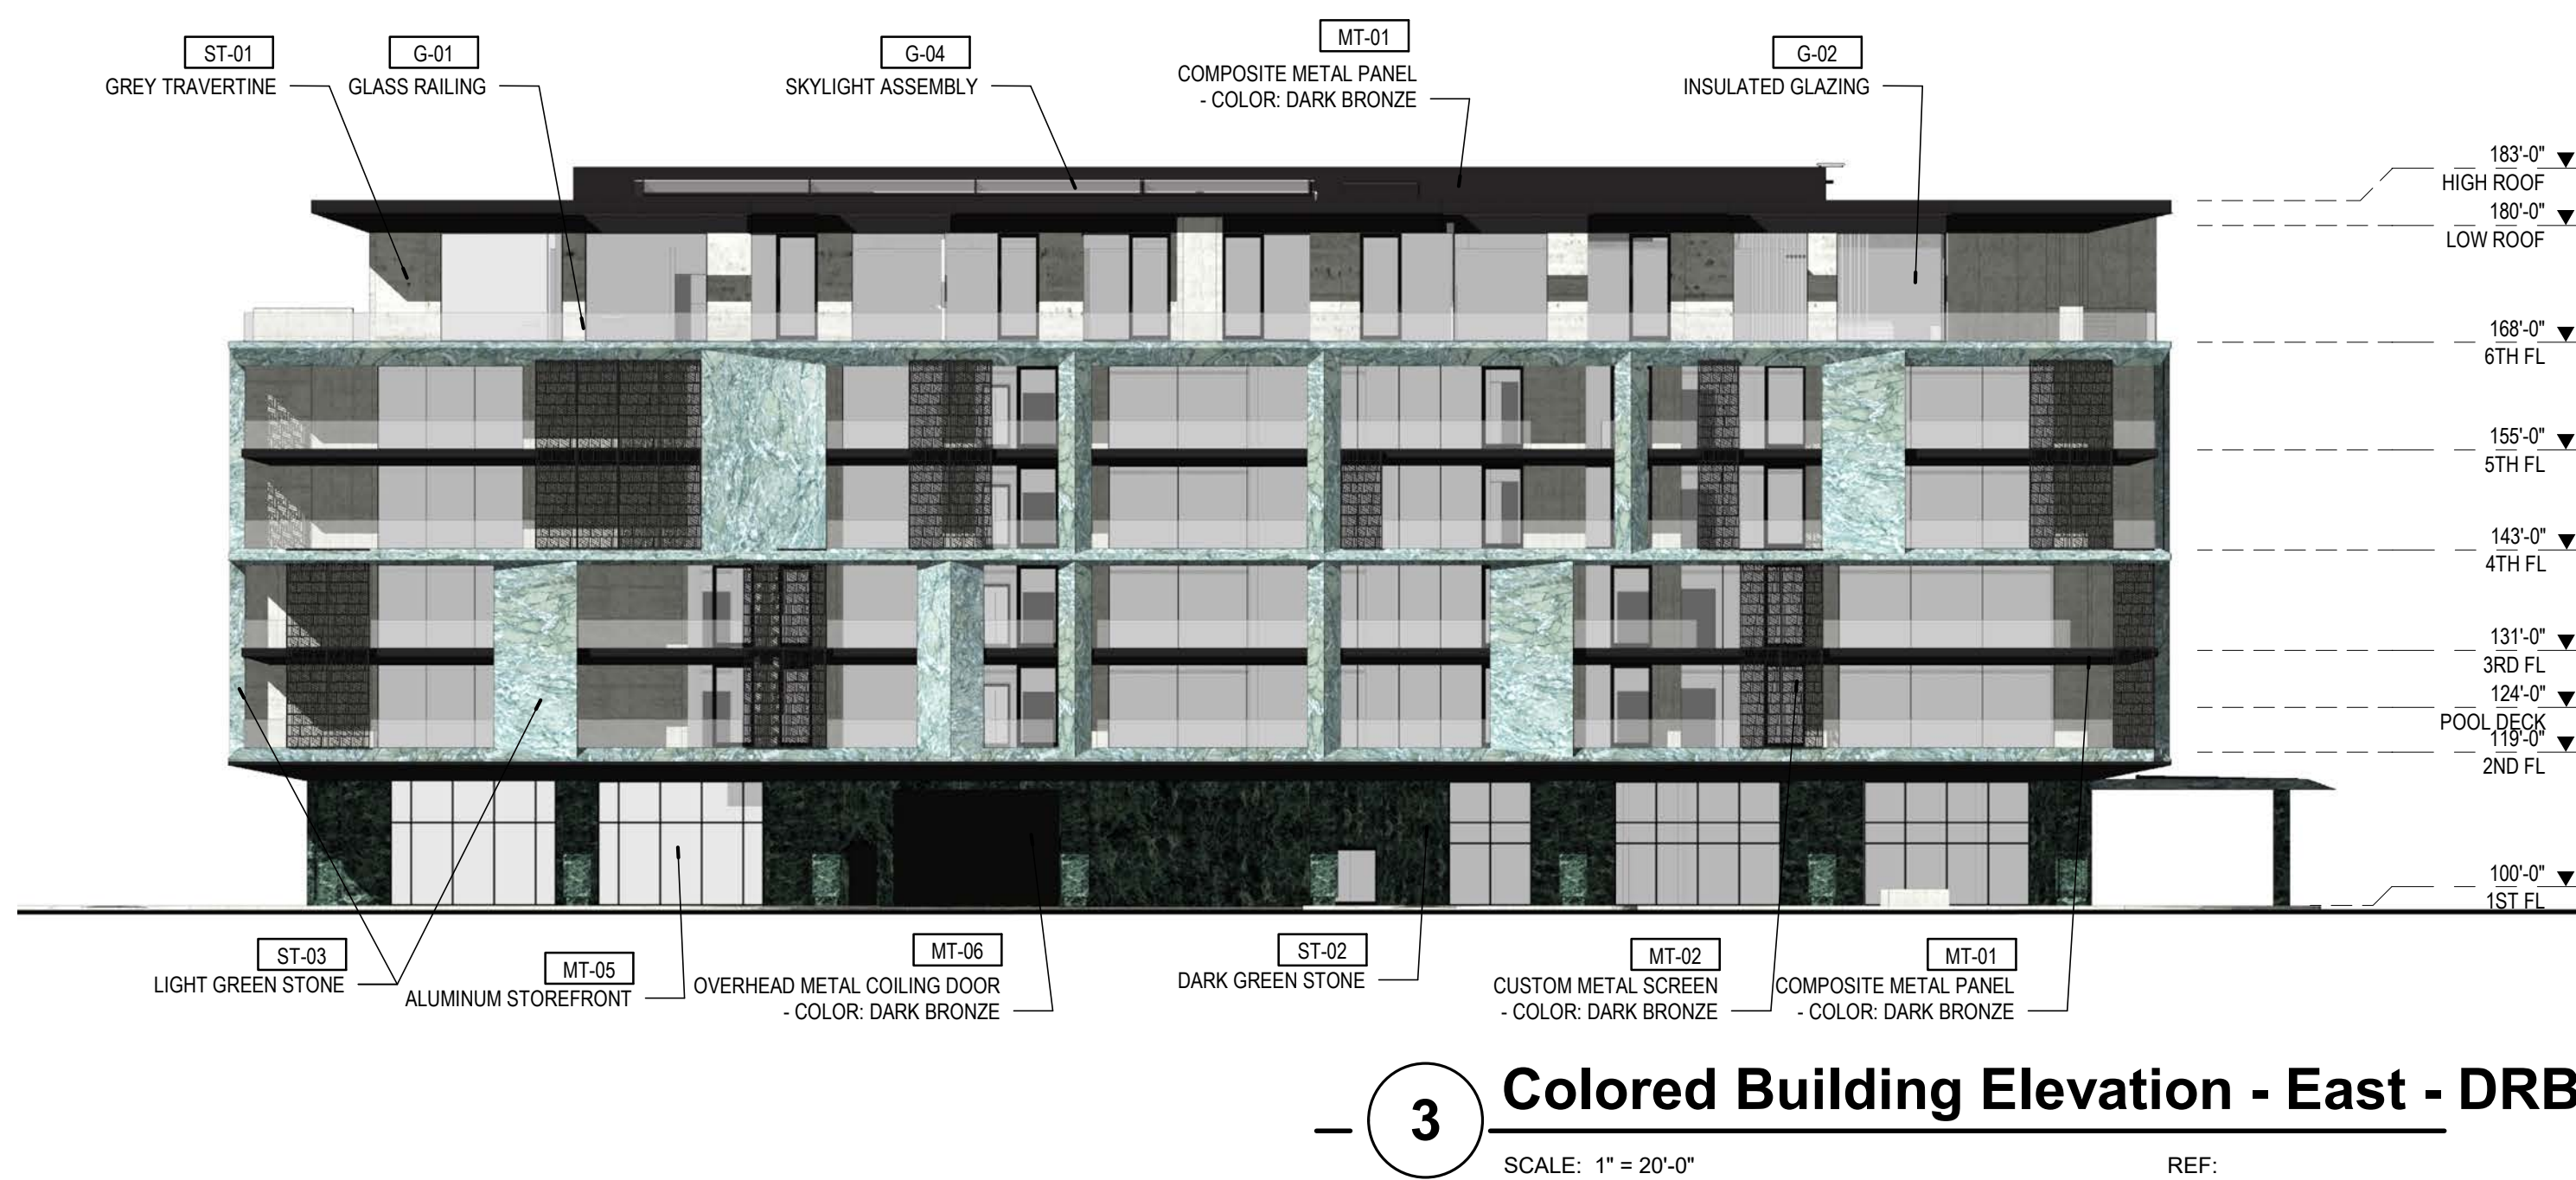 ST-01
GREY TRAVERTINE
G-01
GLASS RAILING
G-04
SKYLIGHT ASSEMBLY
MT-01
COMPOSITE METAL PANEL
- COLOR: DARK BRONZE
G-02
INSULATED GLAZING
183'-0"
HIGH ROOF
180'-0"
LOW ROOF
168'-0"
6TH FL
155'-0"
5TH FL
143'-0"
4TH FL
131'-0"
3RD FL
124'-0"
POOL DECK
119'-0"
2ND FL
100'-0"
1ST FL
ST-03
LIGHT GREEN STONE
MT-05
ALUMINUM STOREFRONT
MT-06
OVERHEAD METAL COILING DOOR
- COLOR: DARK BRONZE
ST-02
DARK GREEN STONE
MT-02
CUSTOM METAL SCREEN
- COLOR: DARK BRONZE
MT-01
COMPOSITE METAL PANEL
- COLOR: DARK BRONZE
3
Colored Building Elevation - East - DRB
SCALE: 1" = 20'-0"
REF: